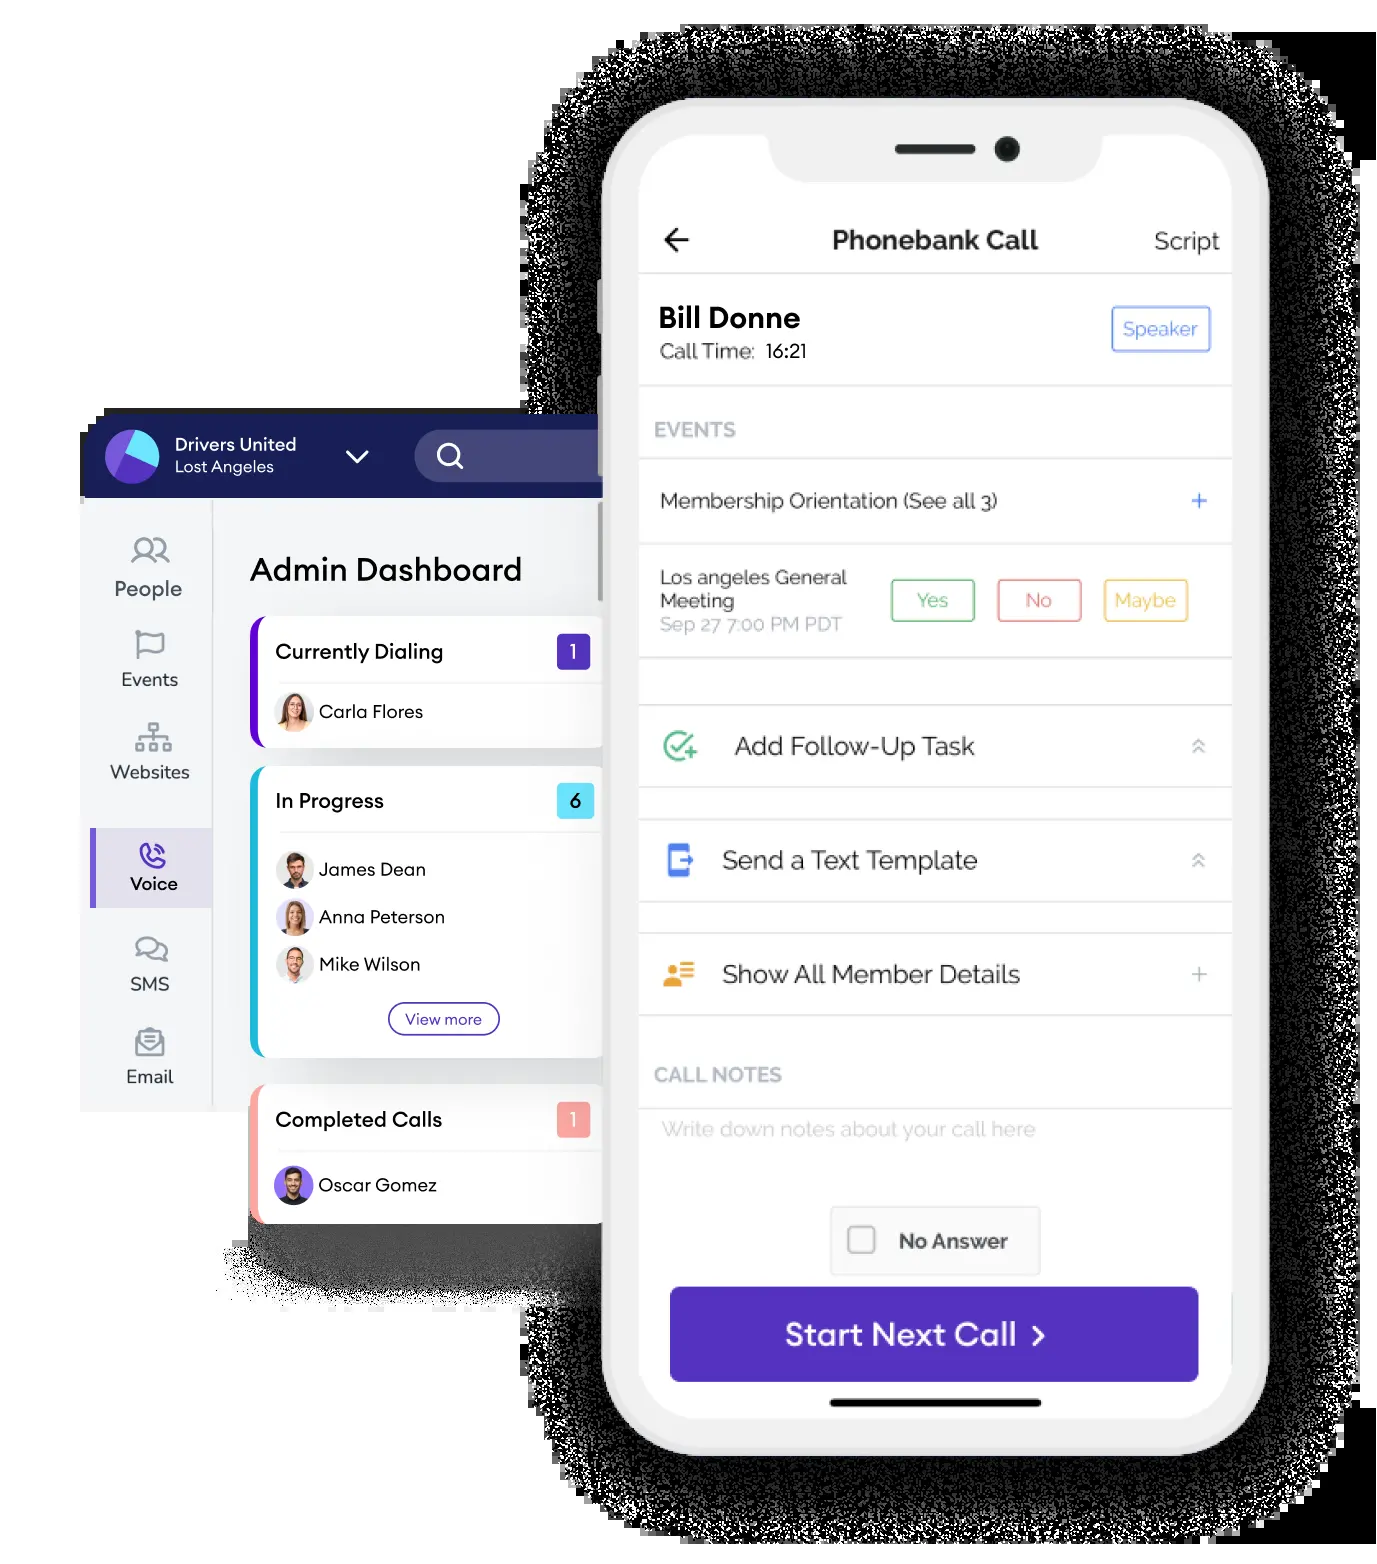 Drivers United
Lost Angeles
People
Events
Websites
Voice
SMS
Email
Admin Dashboard
Currently Dialing 1
Carla Flores
In Progress 6
James Dean
Anna Peterson
Mike Wilson
View more
Completed Calls 1
Oscar Gomez
Phonebank Call Script
Bill Donne
Call Time: 16:21
Speaker
EVENTS
Membership Orientation (See all 3) +
Los angeles General
Meeting
Sep 27 7:00 PM PDT
Yes No Maybe
Add Follow-Up Task
Send a Text Template
Show All Member Details +
CALL NOTES
Write down notes about your call here
No Answer
Start Next Call >